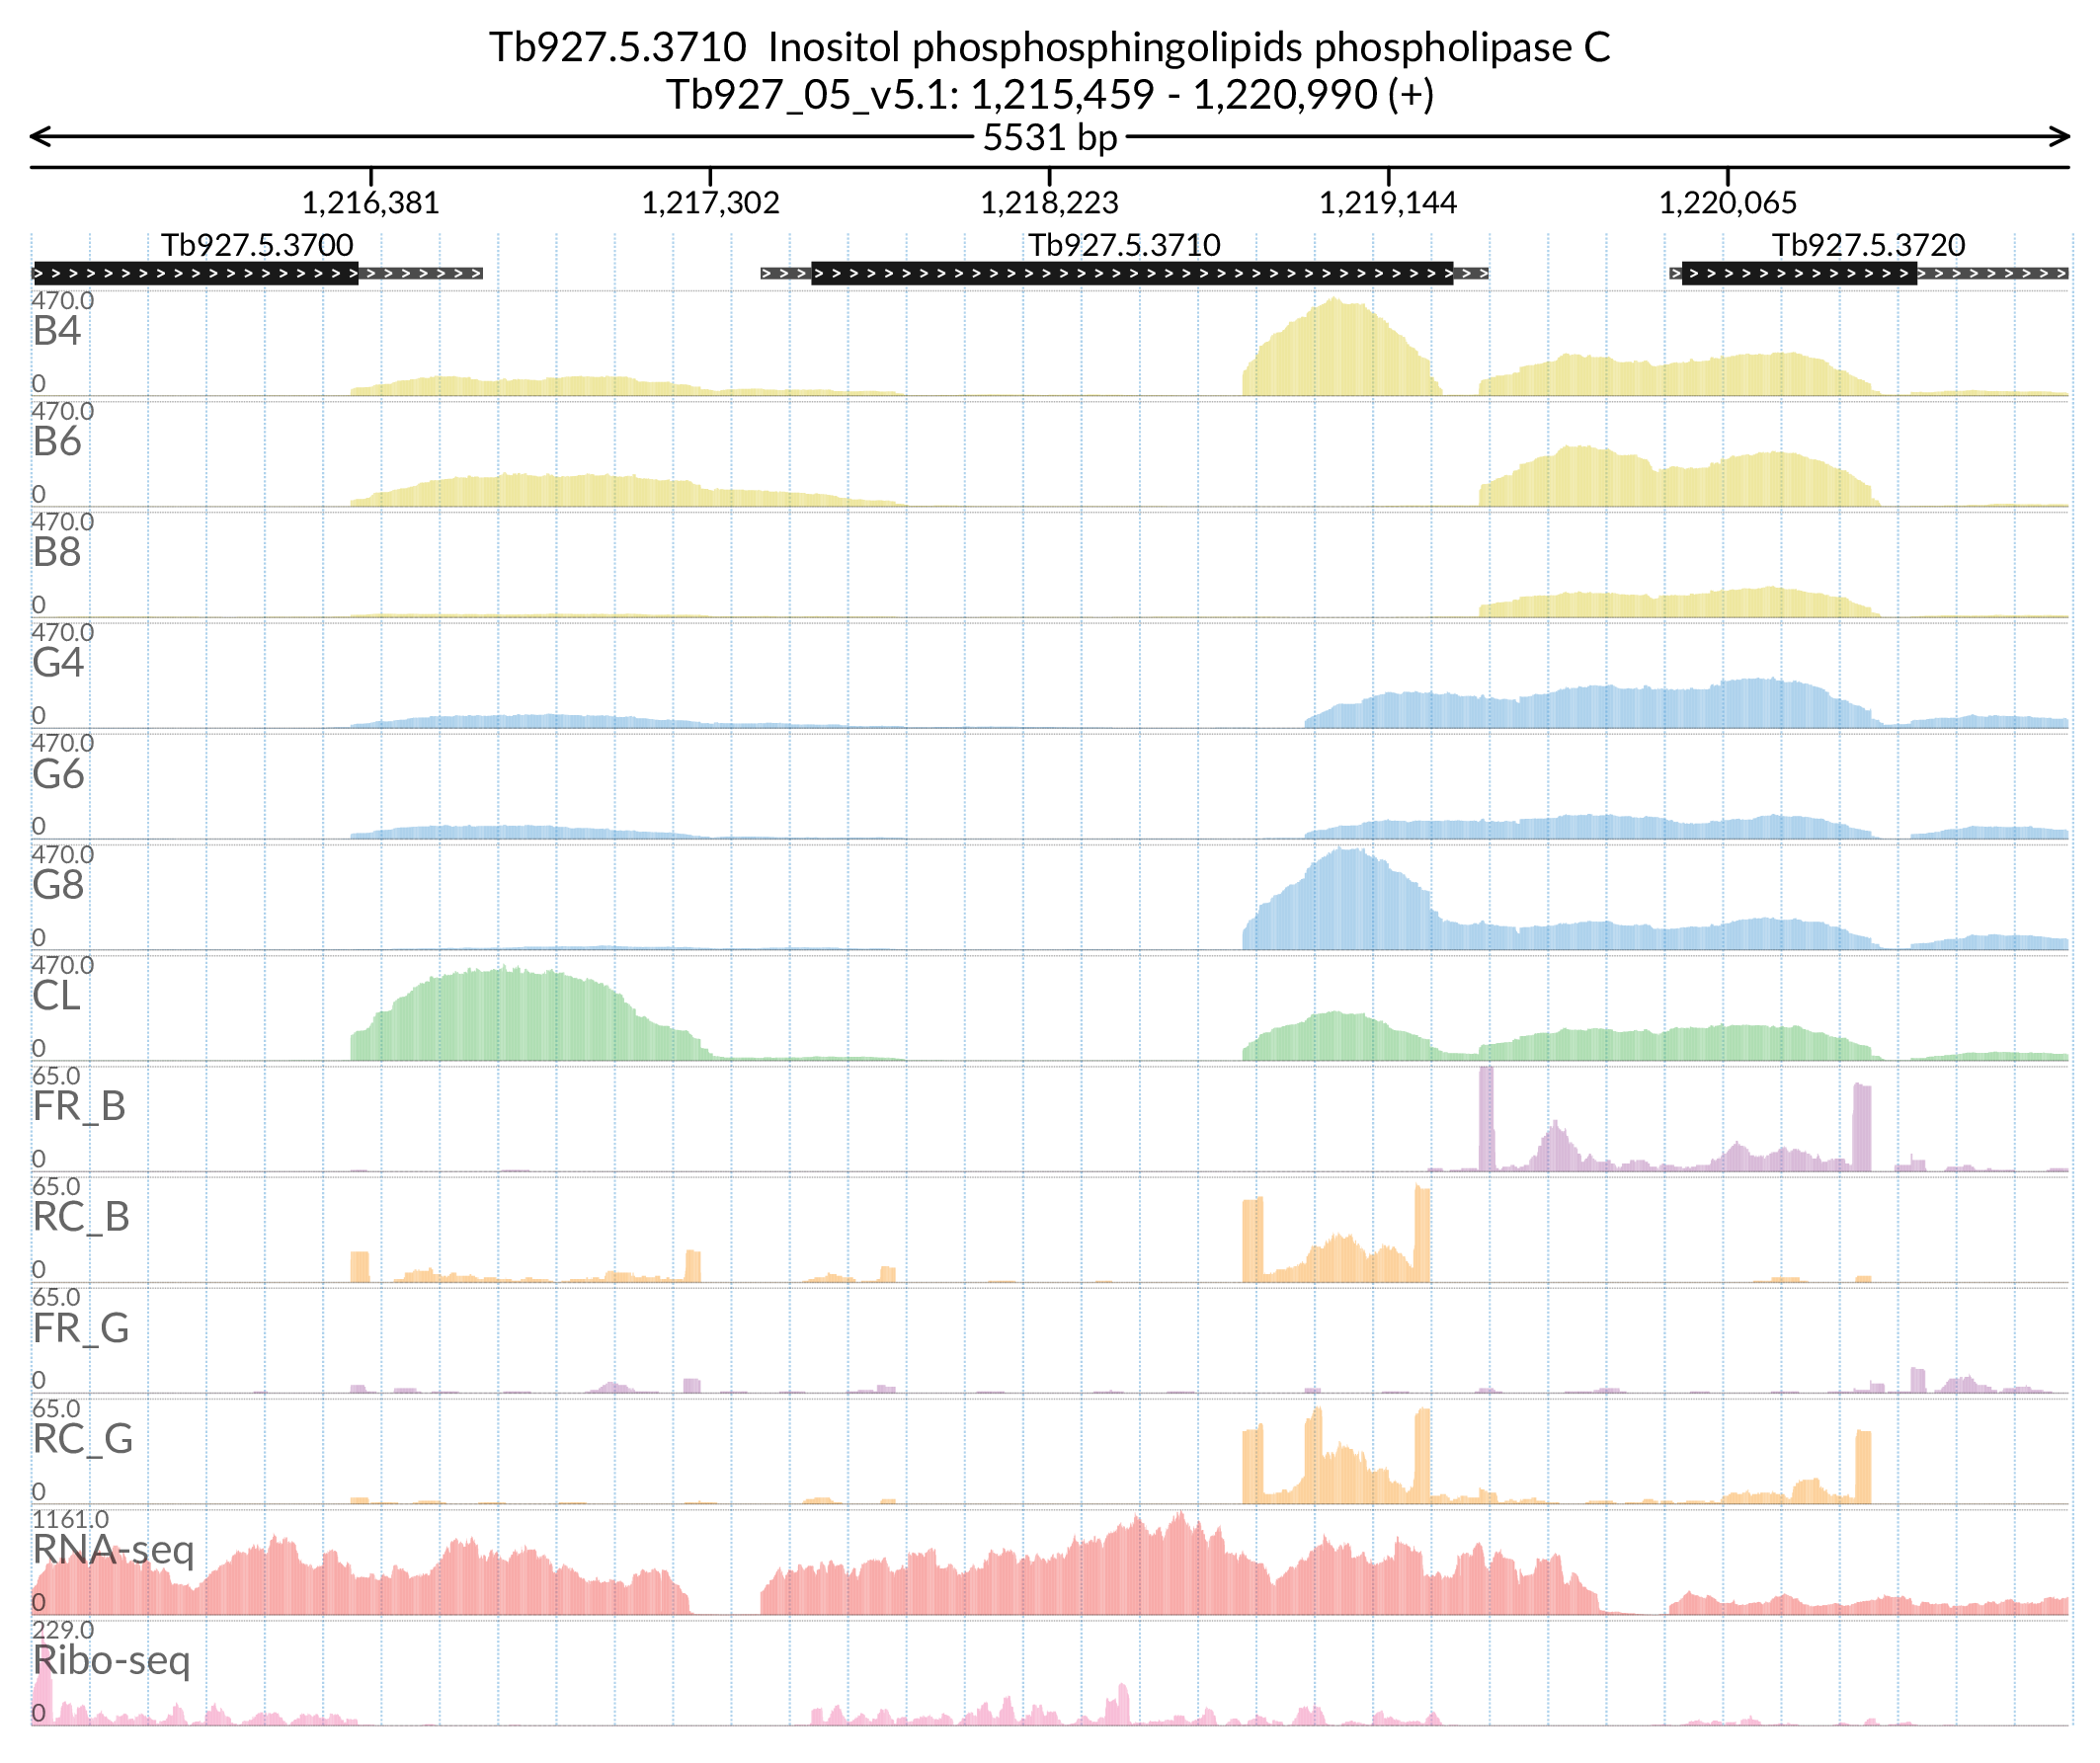 Tb927.5.3710  Inositol phosphosphingolipids phospholipase C
Tb927_05_v5.1: 1,215,459 - 1,220,990 (+)
5531 bp
1,216,381 1,217,302 1,218,223 1,219,144 1,220,065
Tb927.5.3700 Tb927.5.3710 Tb927.5.3720
470.0
B4
0
470.0
B6
0
470.0
B8
0
470.0
G4
0
470.0
G6
0
470.0
G8
0
470.0
CL
0
65.0
FR_B
0
65.0
RC_B
0
65.0
FR_G
0
65.0
RC_G
0
1161.0
RNA-seq
0
229.0
Ribo-seq
0